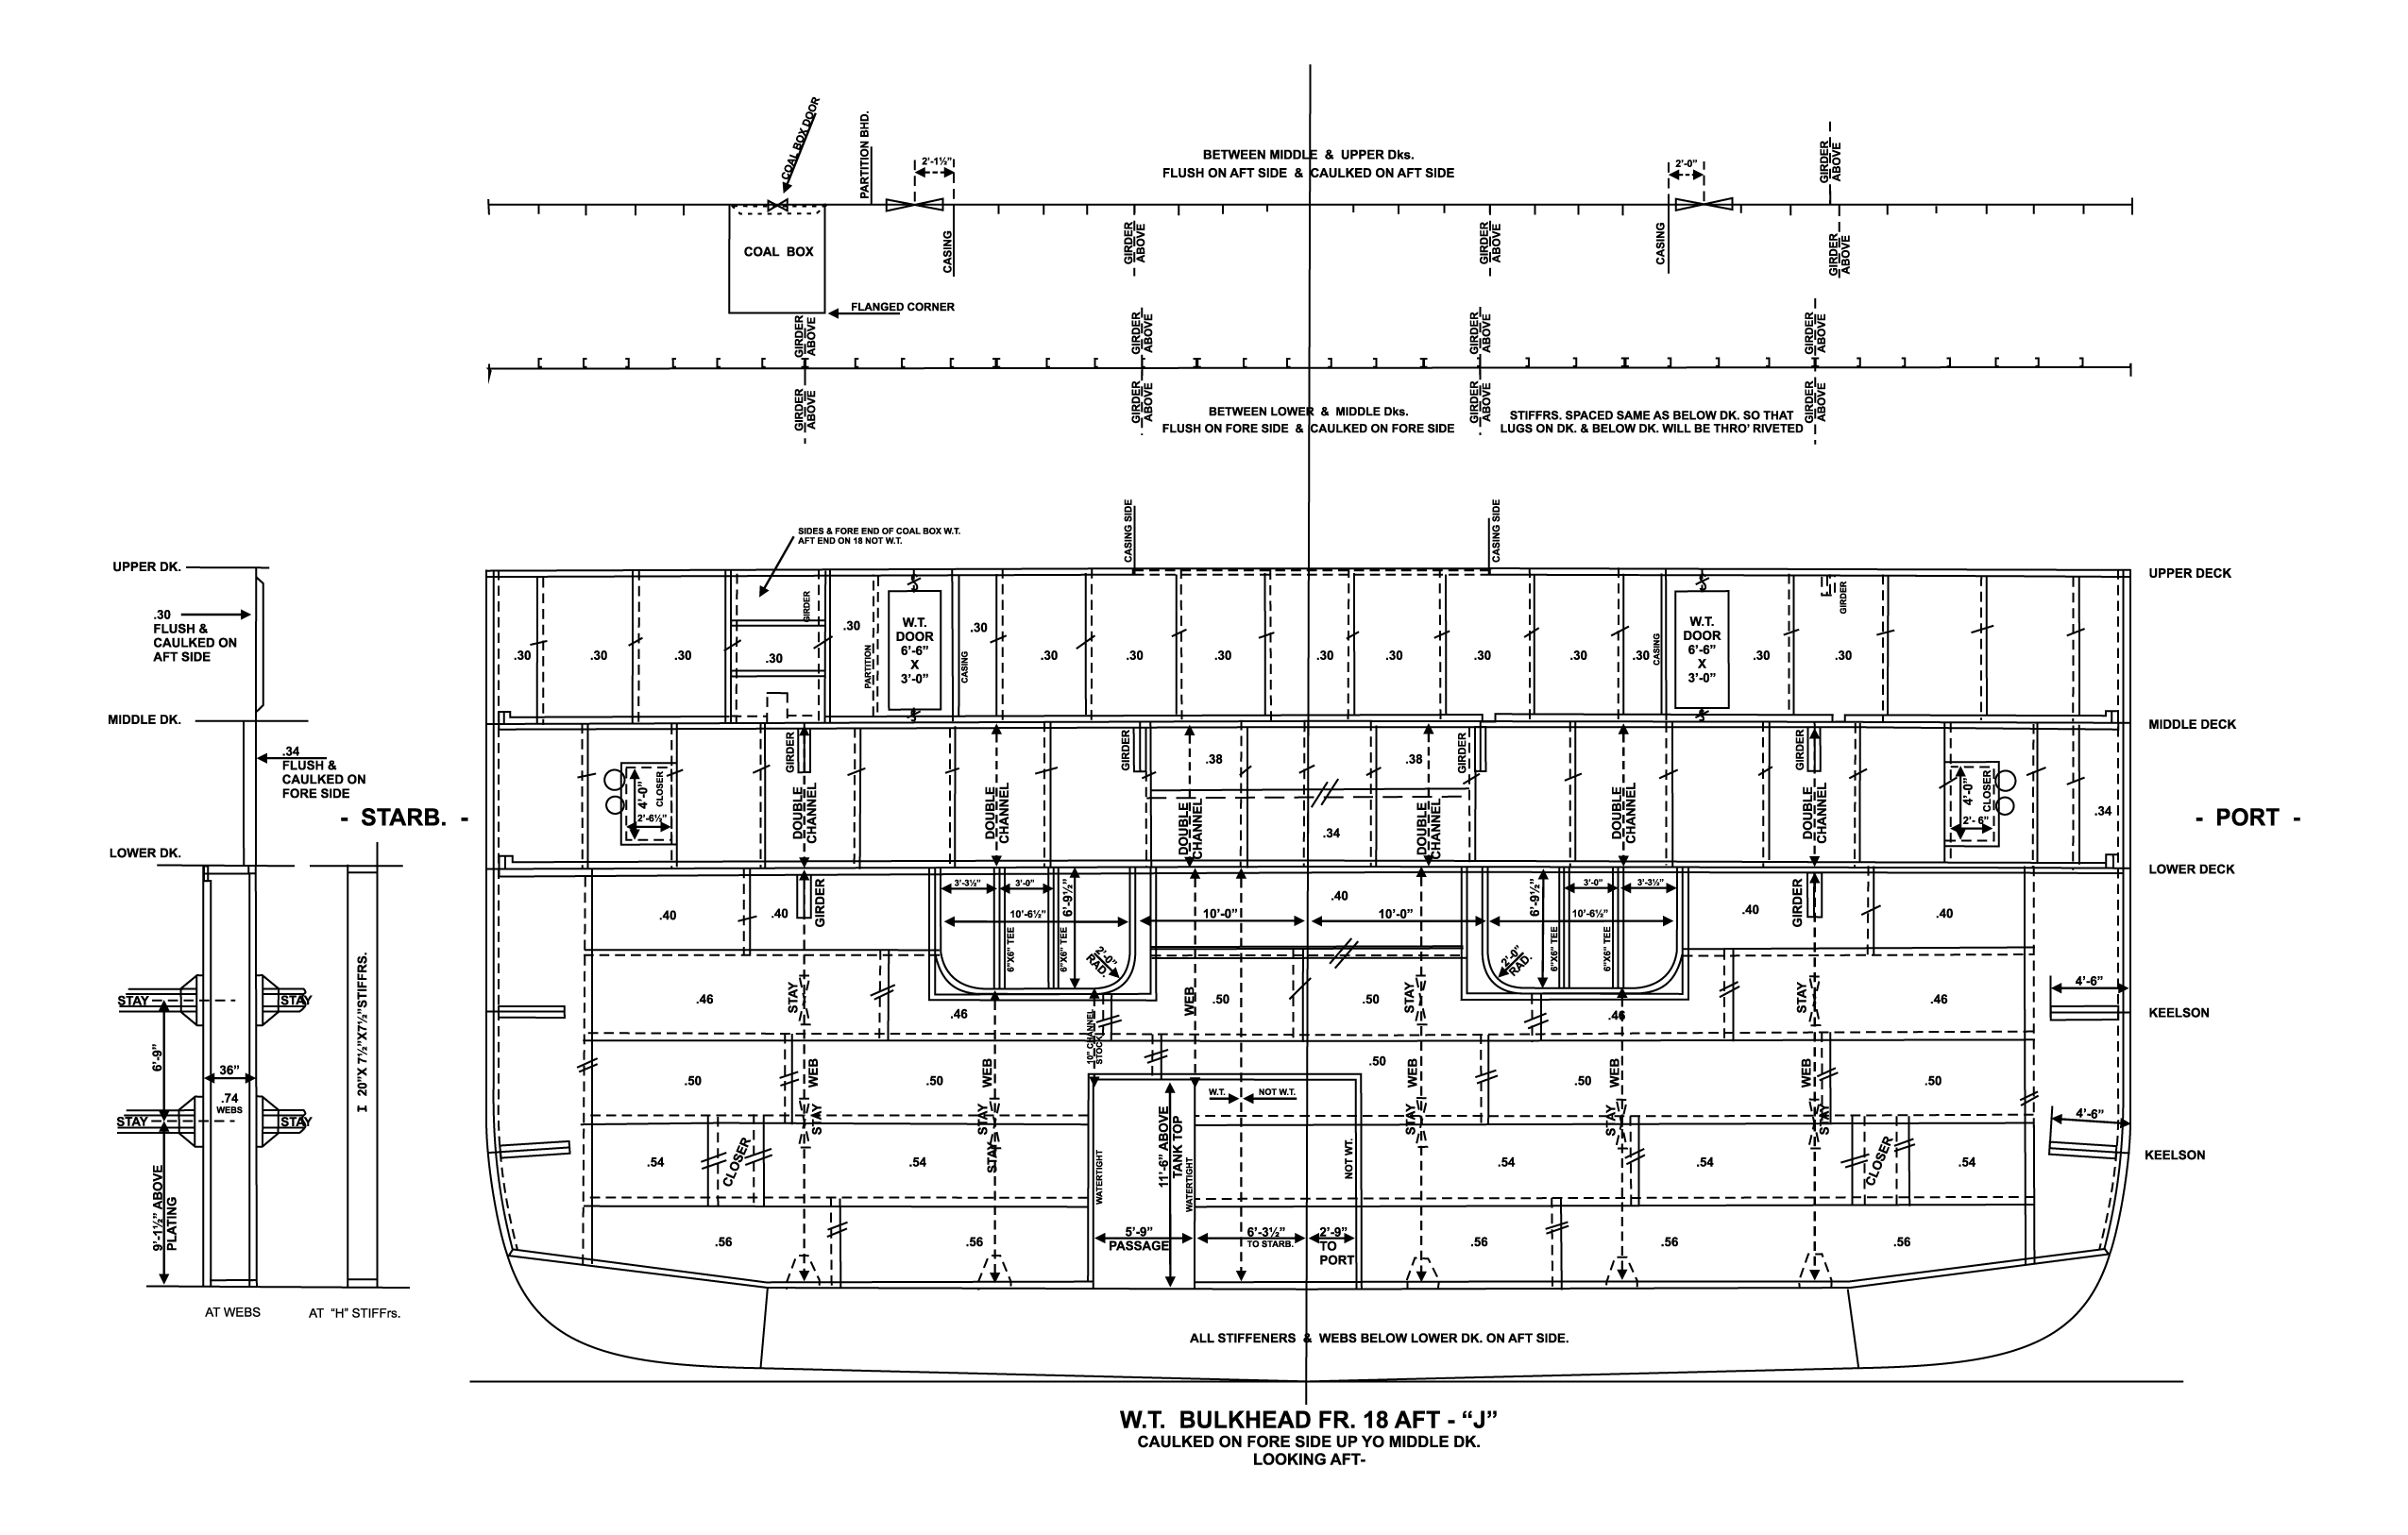 COAL BOX DOOR
PARTITION BHD.
2’-1½”
BETWEEN MIDDLE & UPPER Dks.
FLUSH ON AFT SIDE & CAULKED ON AFT SIDE
2’-0”
GIRDER
ABOVE
COAL BOX
CASING
GIRDER
ABOVE
GIRDER
ABOVE
CASING
GIRDER
ABOVE
FLANGED CORNER
GIRDER
ABOVE
GIRDER
ABOVE
GIRDER
ABOVE
GIRDER
ABOVE
GIRDER
ABOVE
GIRDER
ABOVE
GIRDER
ABOVE
GIRDER
ABOVE
BETWEEN LOWER & MIDDLE Dks.
FLUSH ON FORE SIDE & CAULKED ON FORE SIDE
STIFFRS. SPACED SAME AS BELOW DK. SO THAT
LUGS ON DK. & BELOW DK. WILL BE THRO’ RIVETED
SIDES & FORE END OF COAL BOX W.T.
AFT END ON 18 NOT W.T.
CASING SIDE
CASING SIDE
UPPER DK.
.30
FLUSH &
CAULKED ON
AFT SIDE
MIDDLE DK.
.34
FLUSH &
CAULKED ON
FORE SIDE
- STARB. -
LOWER DK.
STAY
STAY
6’-9”
36”
.74
WEBS
STAY
STAY
9’-1½” ABOVE
PLATING
I 20”X 7½”X7½”STIFFRS.
AT WEBS
AT “H” STIFFrs.
UPPER DECK
GIRDER
GIRDER
.30
.30
.30
.30
.30
PARTITION
W.T.
DOOR
6’-6”
X
3’-0”
.30
CASING
.30
.30
.30
.30
.30
.30
.30
.30
CASING
W.T.
DOOR
6’-6”
X
3’-0”
.30
.30
MIDDLE DECK
4’-0”
CLOSER
2’-6½”
GIRDER
DOUBLE
CHANNEL
DOUBLE
CHANNEL
GIRDER
DOUBLE
CHANNEL
.38
.38
.34
DOUBLE
CHANNEL
GIRDER
DOUBLE
CHANNEL
GIRDER
DOUBLE
CHANNEL
4’-0”
CLOSER
2’- 6”
.34
- PORT -
LOWER DECK
.40
.40
GIRDER
3’-3½”
3’-0”
6’-9½”
10’-6½”
6”X6” TEE
6”X6” TEE
2’-0”
RAD.
10’-0”
.40
10’-0”
6’-9½”
3’-0”
3’-3½”
10’-6½”
2’-0”
RAD.
6”X6” TEE
6”X6” TEE
.40
GIRDER
.40
.46
STAY
.46
10” CHANNEL
STOCK
WEB
.50
.50
STAY
.46
STAY
.46
4’-6”
KEELSON
.50
WEB
.50
WEB
.50
WEB
.50
WEB
WEB
.50
W.T.
NOT W.T.
STAY
STAY
STAY
STAY
STAY
4’-6”
KEELSON
.54
CLOSER
.54
WATERTIGHT
11’-6” ABOVE
TANK TOP
WATERTIGHT
NOT WT.
.54
.54
CLOSER
.54
.56
.56
5’-9”
PASSAGE
6’-3½”
TO STARB.
2’-9”
TO
PORT
.56
.56
.56
ALL STIFFENERS & WEBS BELOW LOWER DK. ON AFT SIDE.
W.T. BULKHEAD FR. 18 AFT - “J”
CAULKED ON FORE SIDE UP YO MIDDLE DK.
LOOKING AFT-